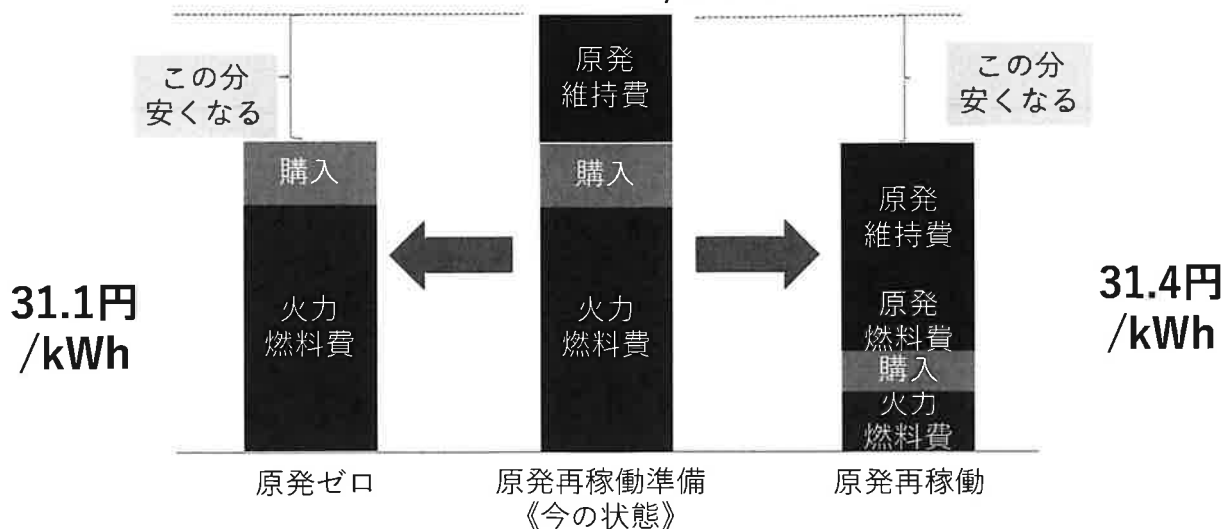 この分
安くなる
購入
火力
燃料費
31.1円
/kWh
原発ゼロ
原発
維持費
購入
火力
燃料費
原発再稼働準備
《今の状態》
この分
安くなる
原発
維持費
原発
燃料費
購入
火力
燃料費
31.4円
/kWh
原発再稼働